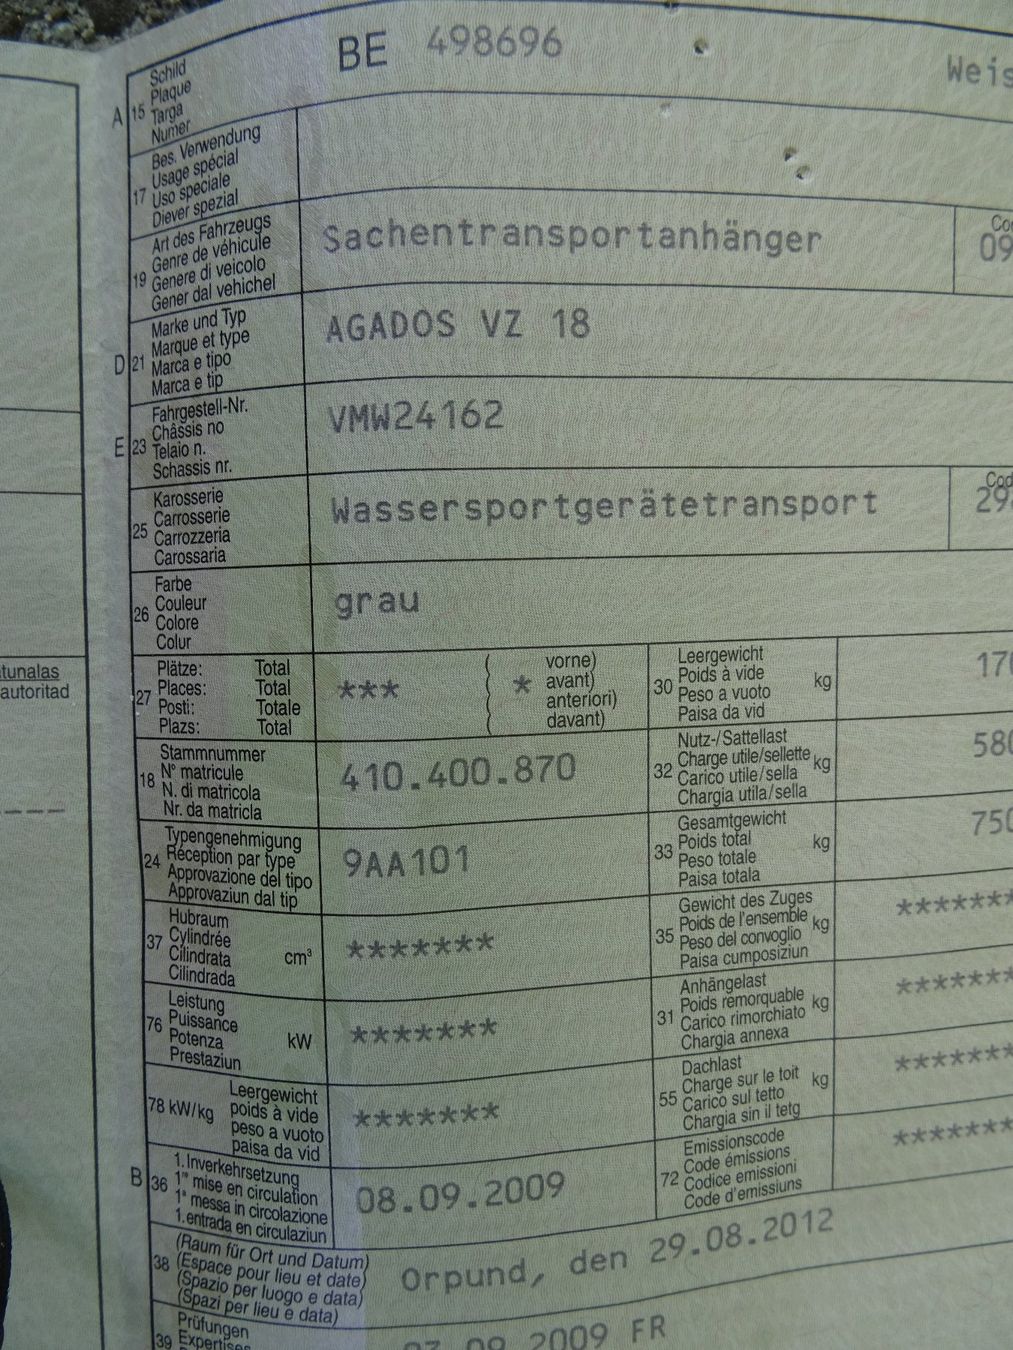 A 15 Schild
Plaque
Targa
Numer
BE 498696
17 Bes. Verwendung
Usage spécial
Uso speciale
Diever spezial
19 Art des Fahrzeugs
Genre de véhicule
Genere di veicolo
Gener dal vehichel
Sachentransportanhänger
09
D 21 Marke und Typ
Marque et type
Marca e tipo
Marca e tip
AGADOS VZ 18
E 23 Fahrgestell-Nr.
Châssis no
Telaio n.
Schassis nr.
VMW24162
25 Karosserie
Carrosserie
Carrozzeria
Carossaria
Wassersportgerätetransport
26 Farbe
Couleur
Colore
Colur
grau
autoritad
27 Plätze: Total
Places: Total
Posti: Totale
Plazs: Total
*** ( * vorne)
( avant)
( anteriori)
( davant)
30 Leergewicht
Poids à vide
Peso a vuoto
Paisa da vid
kg
18 Stammnummer
N° matricule
N. di matricola
Nr. da matricla
410.400.870
32 Nutz-/Sattellast
Charge utile/sellette
Carico utile/sella
Chargia utila/sella
kg
24 Typengenehmigung
Réception par type
Approvazione del tipo
Approvaziun dal tip
9AA101
33 Gesamtgewicht
Poids total
Peso totale
Paisa totala
kg
37 Hubraum
Cylindrée
Cilindrata
Cilindrada
cm³
*******
35 Gewicht des Zuges
Poids de l'ensemble
Peso del convoglio
Paisa cumposiziun
kg
*******
76 Leistung
Puissance
Potenza
Prestaziun
kW
*******
31 Anhängelast
Poids remorquable
Carico rimorchiato
Chargia annexa
kg
*******
78 kW/kg Leergewicht
poids à vide
peso a vuoto
paisa da vid
*******
55 Dachlast
Charge sur le toit
Carico sul tetto
Chargia sin il tetg
kg
*******
B 36 1. Inverkehrsetzung
1re mise en circulation
1a messa in circolazione
1. entrada en circulaziun
08.09.2009
72 Emissionscode
Code émissions
Codice emissioni
Code d'emissiuns
*******
38 (Raum für Ort und Datum)
(Espace pour lieu et date)
(Spazio per luogo e data)
(Spazi per lieu e data)
Orpund, den 29.08.2012
39 Prüfungen
Expertises
09 2009 FR